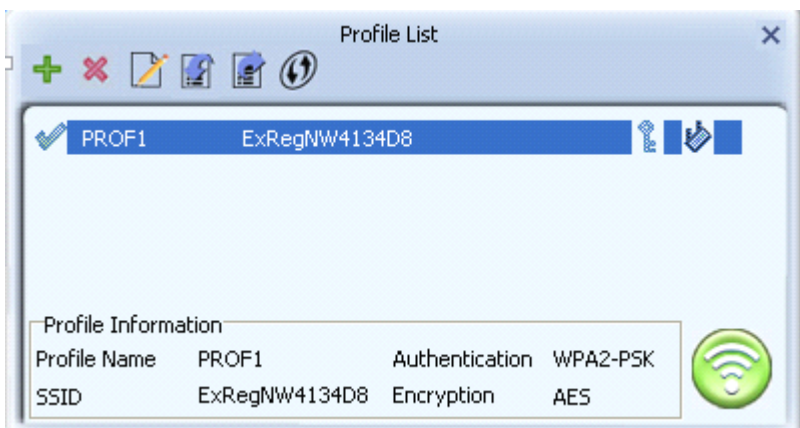 Profile List
PROF1 ExRegNW4134D8
Profile Information
Profile Name PROF1 Authentication WPA2-PSK
SSID ExRegNW4134D8 Encryption AES